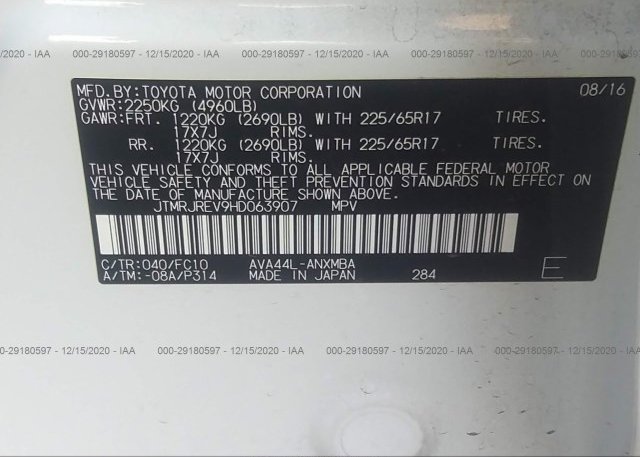 5/2020 - IAA 000-29180597 - 12/15/2020 - IAA 000-29180597 - 12/15/2020 - IAA 000-29180597 - 12/15/2020 - IAA
MFD.BY:TOYOTA MOTOR CORPORATION 08/16
GVWR:2250KG (4960LB)
GAWR:FRT. 1220KG (2690LB) WITH 225/65R17 TIRES.
17X7J RIMS.
RR. 1220KG (2690LB) WITH 225/65R17 TIRES.
17X7J RIMS.
THIS VEHICLE CONFORMS TO ALL APPLICABLE FEDERAL MOTOR
VEHICLE SAFETY AND THEFT PREVENTION STANDARDS IN EFFECT ON
THE DATE OF MANUFACTURE SHOWN ABOVE.
JTMRJREV9HD063907 MPV
C/TR:040/FC10 AVA44L-ANXMBA
A/TM:-08A/P314 MADE IN JAPAN 284 E
00-29180597 - 12/15/2020 - IAA 000-29180597 - 12/15/2020 - IAA 000-29180597 - 12/15/2020 - IAA 000-29180597 - 12/